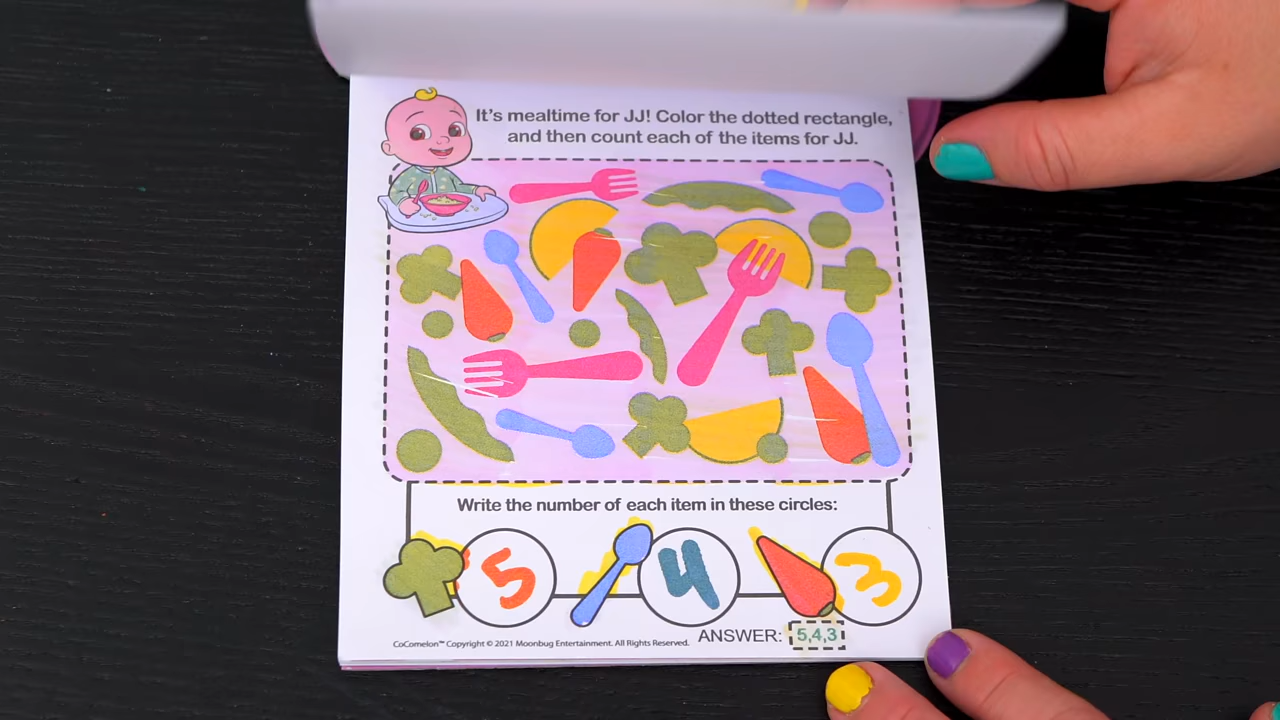 It's mealtime for JJ! Color the dotted rectangle,
and then count each of the items for JJ.
Write the number of each item in these circles:
5 4 3
ANSWER: 5,4,3
CoComelon™ Copyright © 2021 Moonbug Entertainment. All Rights Reserved.